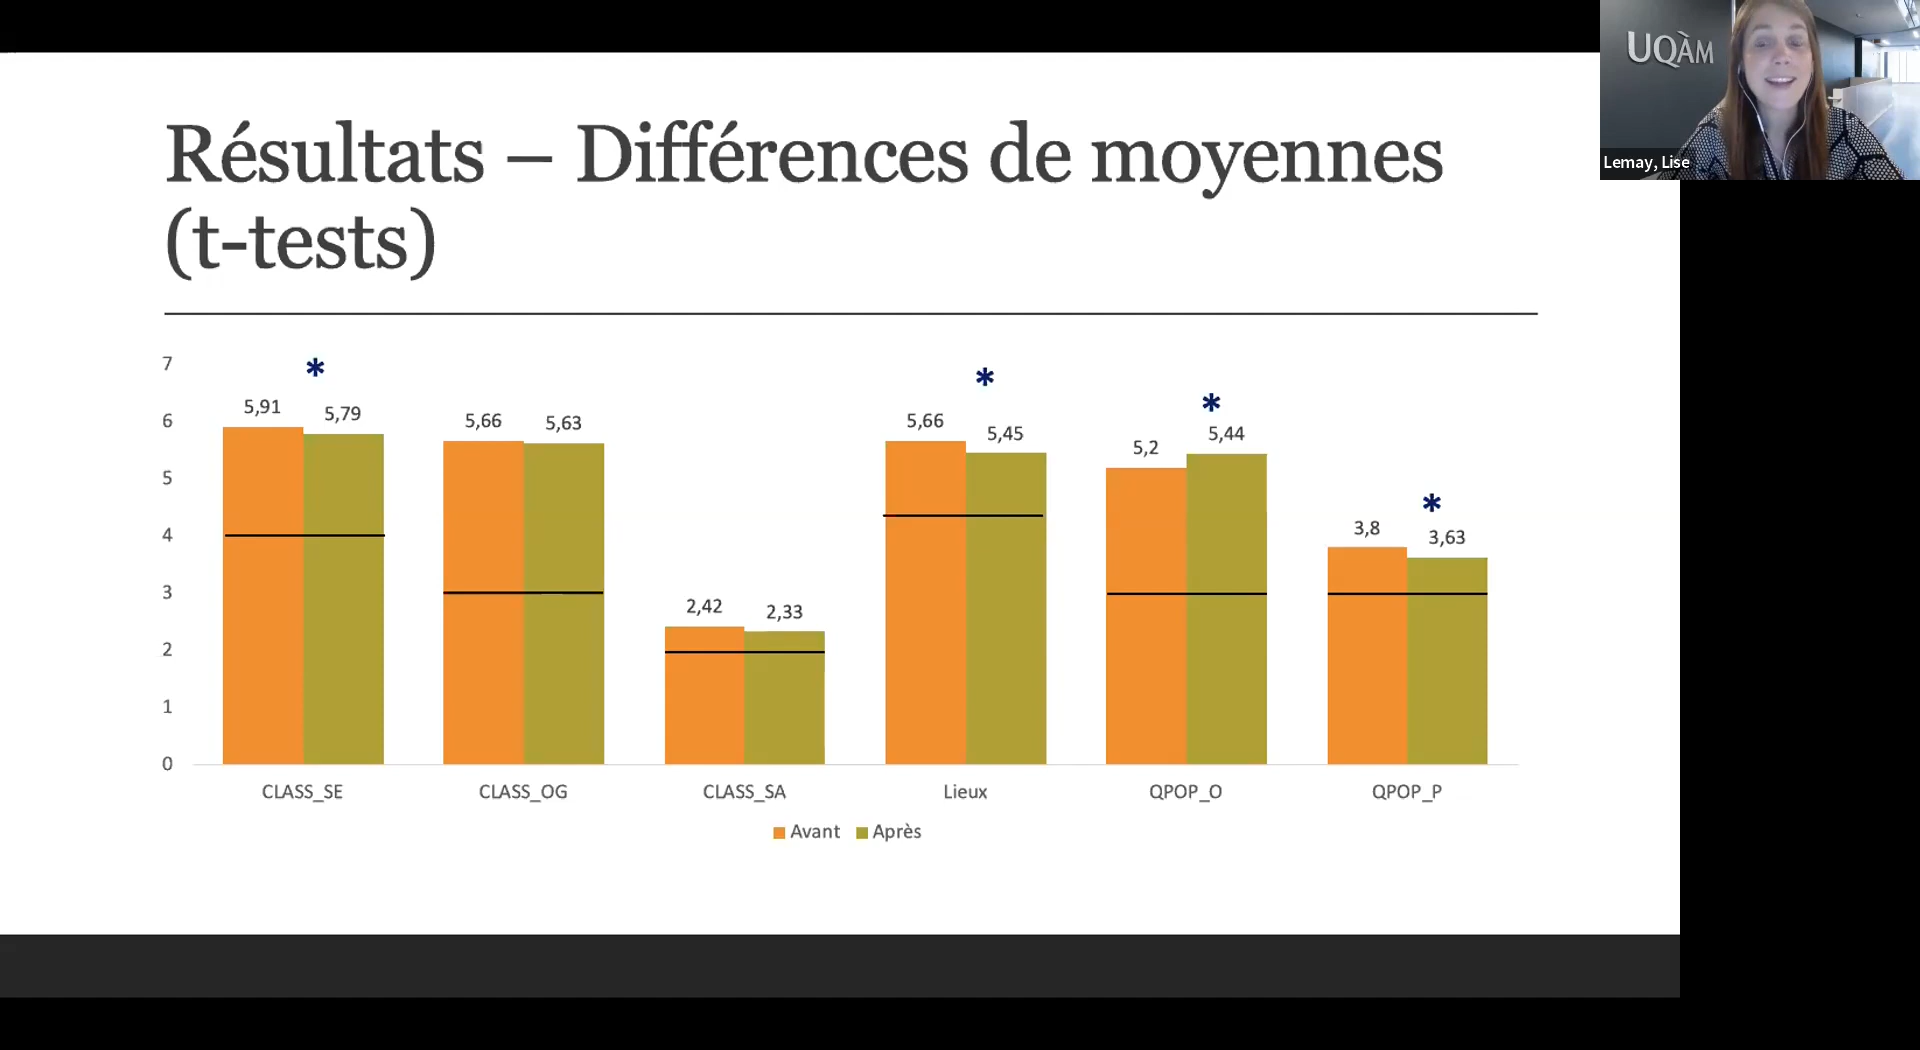 UQÀM
Lemay, Lise
Résultats – Différences de moyennes
(t-tests)
7
6
5
4
3
2
1
0
* * * *
5,91 5,79 5,66 5,63 2,42 2,33 5,66 5,45 5,2 5,44 3,8 3,63
CLASS_SE CLASS_OG CLASS_SA Lieux QPOP_O QPOP_P
Avant Après